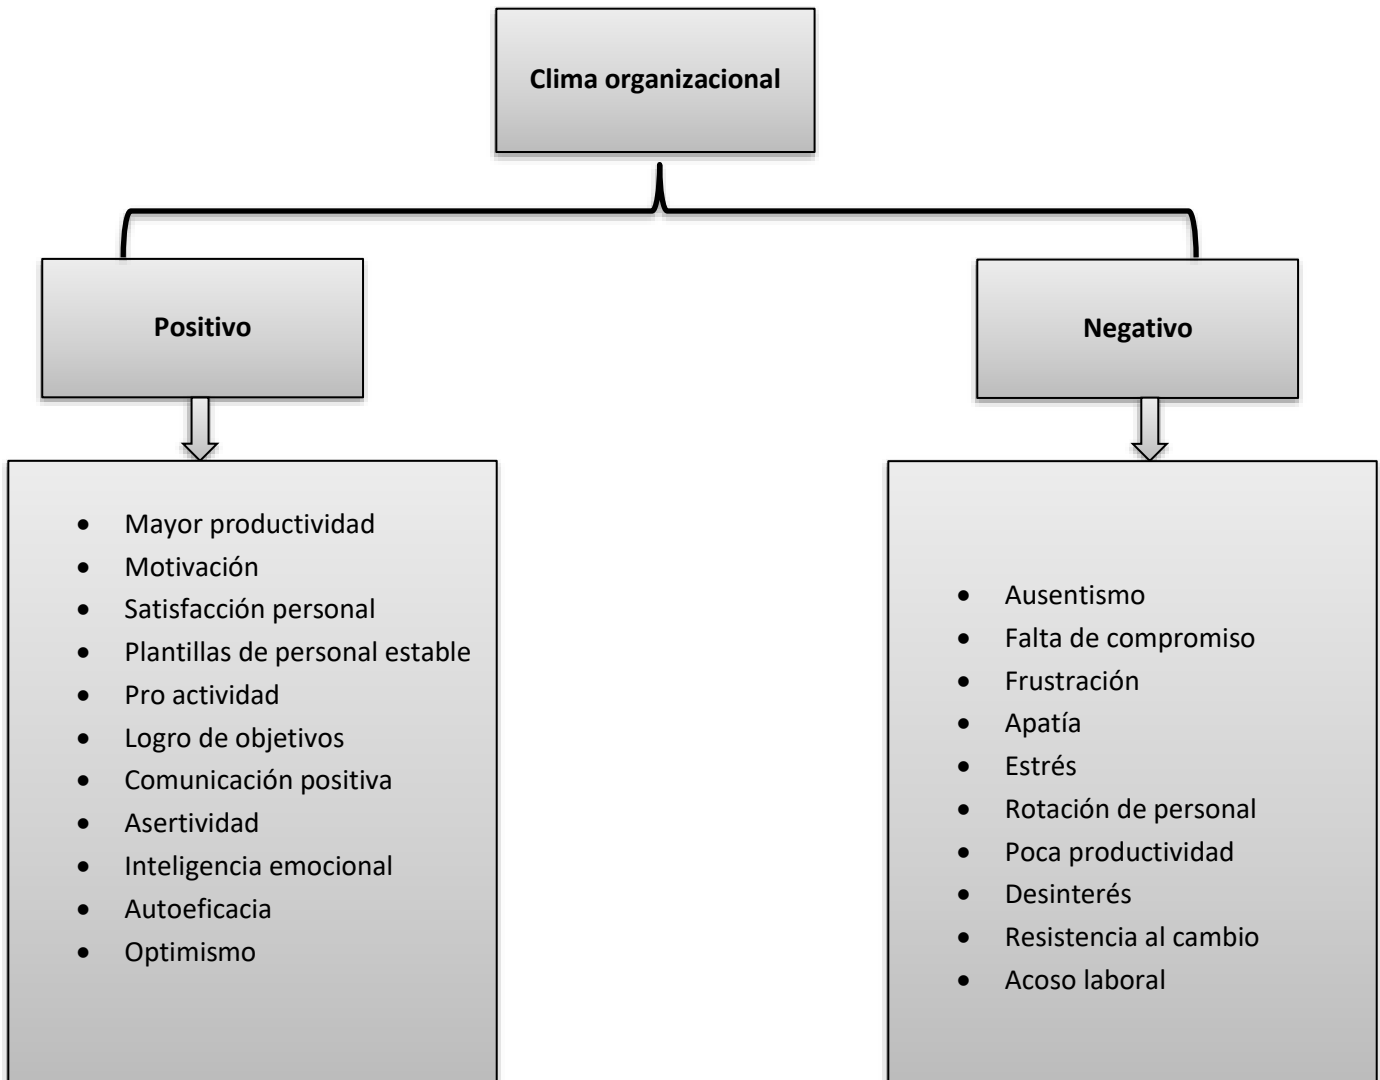 Clima organizacional
Positivo
Negativo
• Mayor productividad
• Motivación
• Satisfacción personal
• Plantillas de personal estable
• Pro actividad
• Logro de objetivos
• Comunicación positiva
• Asertividad
• Inteligencia emocional
• Autoeficacia
• Optimismo
• Ausentismo
• Falta de compromiso
• Frustración
• Apatía
• Estrés
• Rotación de personal
• Poca productividad
• Desinterés
• Resistencia al cambio
• Acoso laboral